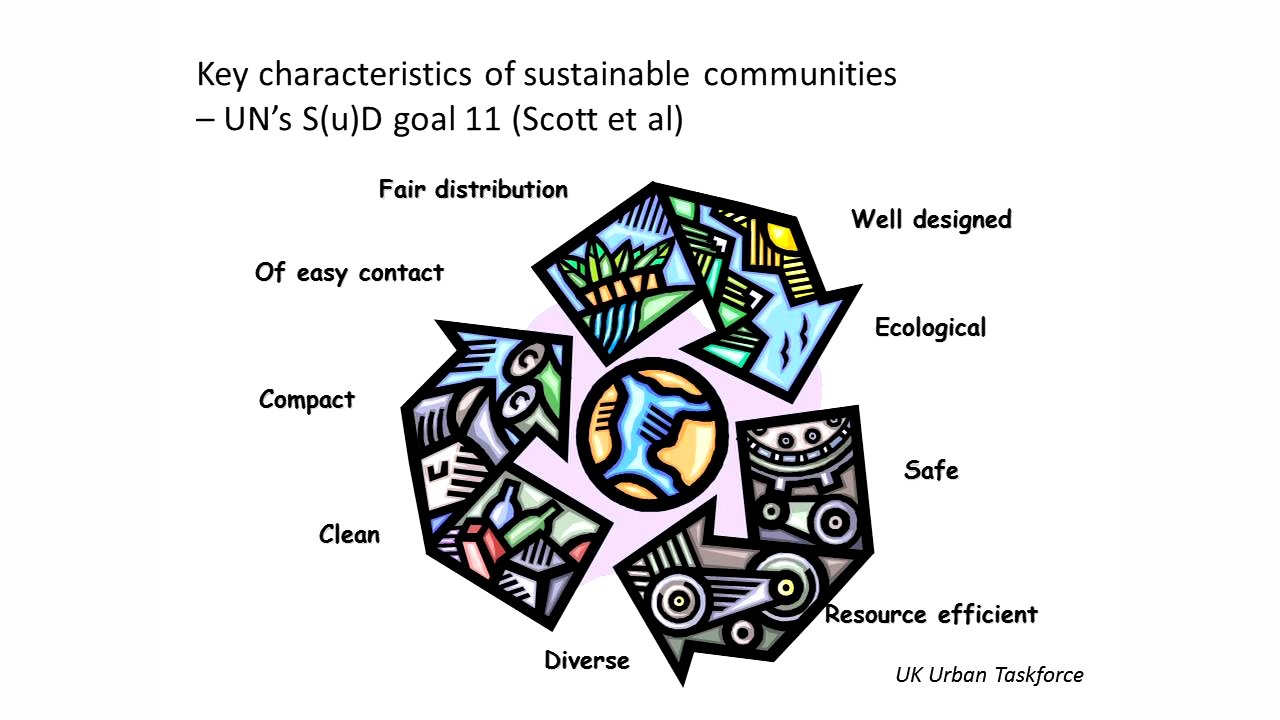 Key characteristics of sustainable communities
– UN’s S(u)D goal 11 (Scott et al)
Fair distribution
Well designed
Of easy contact
Ecological
Compact
Safe
Clean
Resource efficient
Diverse
UK Urban Taskforce